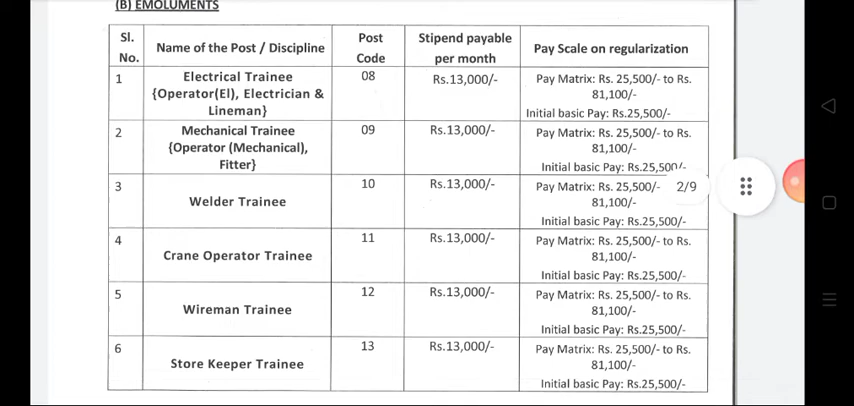 (B) EMOLUMENTS
Sl. No. Name of the Post / Discipline Post Code Stipend payable per month Pay Scale on regularization
1 Electrical Trainee 08 Rs.13,000/- Pay Matrix: Rs. 25,500/- to Rs.
{Operator(El), Electrician & 81,100/-
Lineman} Initial basic Pay: Rs.25,500/-
2 Mechanical Trainee 09 Rs.13,000/- Pay Matrix: Rs. 25,500/- to Rs.
{Operator (Mechanical), 81,100/-
Fitter} Initial basic Pay: Rs.25,500/-
3 Welder Trainee 10 Rs.13,000/- Pay Matrix: Rs. 25,500/- 2/9
81,100/-
Initial basic Pay: Rs.25,500/-
4 Crane Operator Trainee 11 Rs.13,000/- Pay Matrix: Rs. 25,500/- to Rs.
81,100/-
Initial basic Pay: Rs.25,500/-
5 Wireman Trainee 12 Rs.13,000/- Pay Matrix: Rs. 25,500/- to Rs.
81,100/-
Initial basic Pay: Rs.25,500/-
6 Store Keeper Trainee 13 Rs.13,000/- Pay Matrix: Rs. 25,500/- to Rs.
81,100/-
Initial basic Pay: Rs.25,500/-